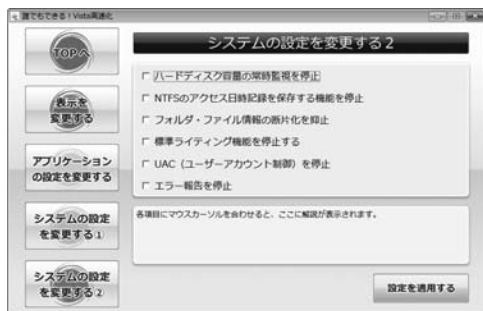 誰でもできる!Vista高速化
TOPへ
表示を
変更する
アプリケーション
の設定を変更する
システムの設定
を変更する①
システムの設定
を変更する②
システムの設定を変更する2
ハードディスク容量の常時監視を停止
NTFSのアクセス日時記録を保存する機能を停止
フォルダ・ファイル情報の断片化を抑止
標準ライティング機能を停止する
UAC(ユーザーアカウント制御)を停止
エラー報告を停止
各項目にマウスカーソルを合わせると、ここに解説が表示されます。
設定を適用する